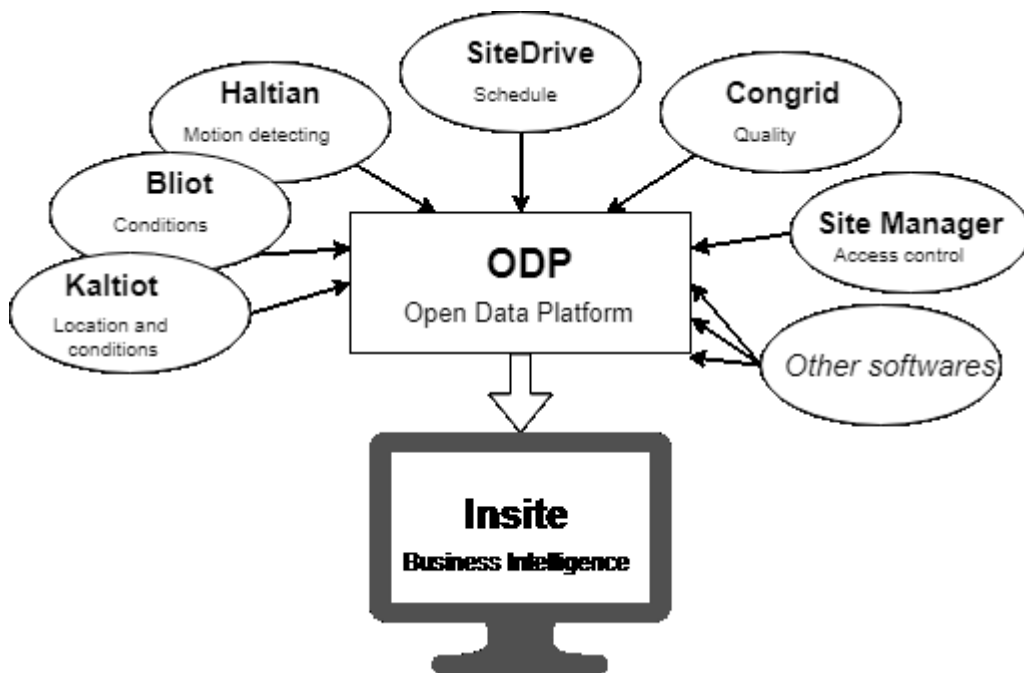 SiteDrive
Schedule
Haltian
Motion detecting
Congrid
Quality
Bliot
Conditions
Site Manager
Access control
Kaltiot
Location and
conditions
ODP
Open Data Platform
Other softwares
Insite
Business Intelligence